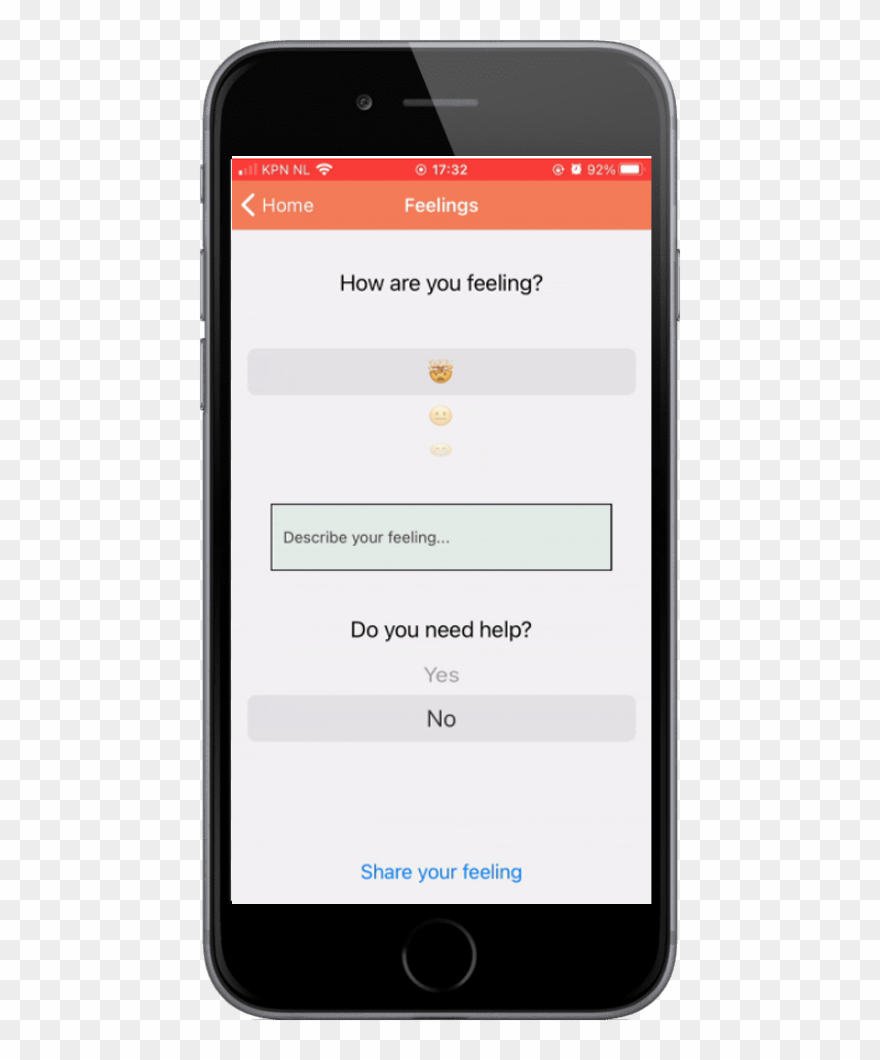 KPN NL 17:32 92%
Home Feelings
How are you feeling?
Describe your feeling...
Do you need help?
Yes
No
Share your feeling